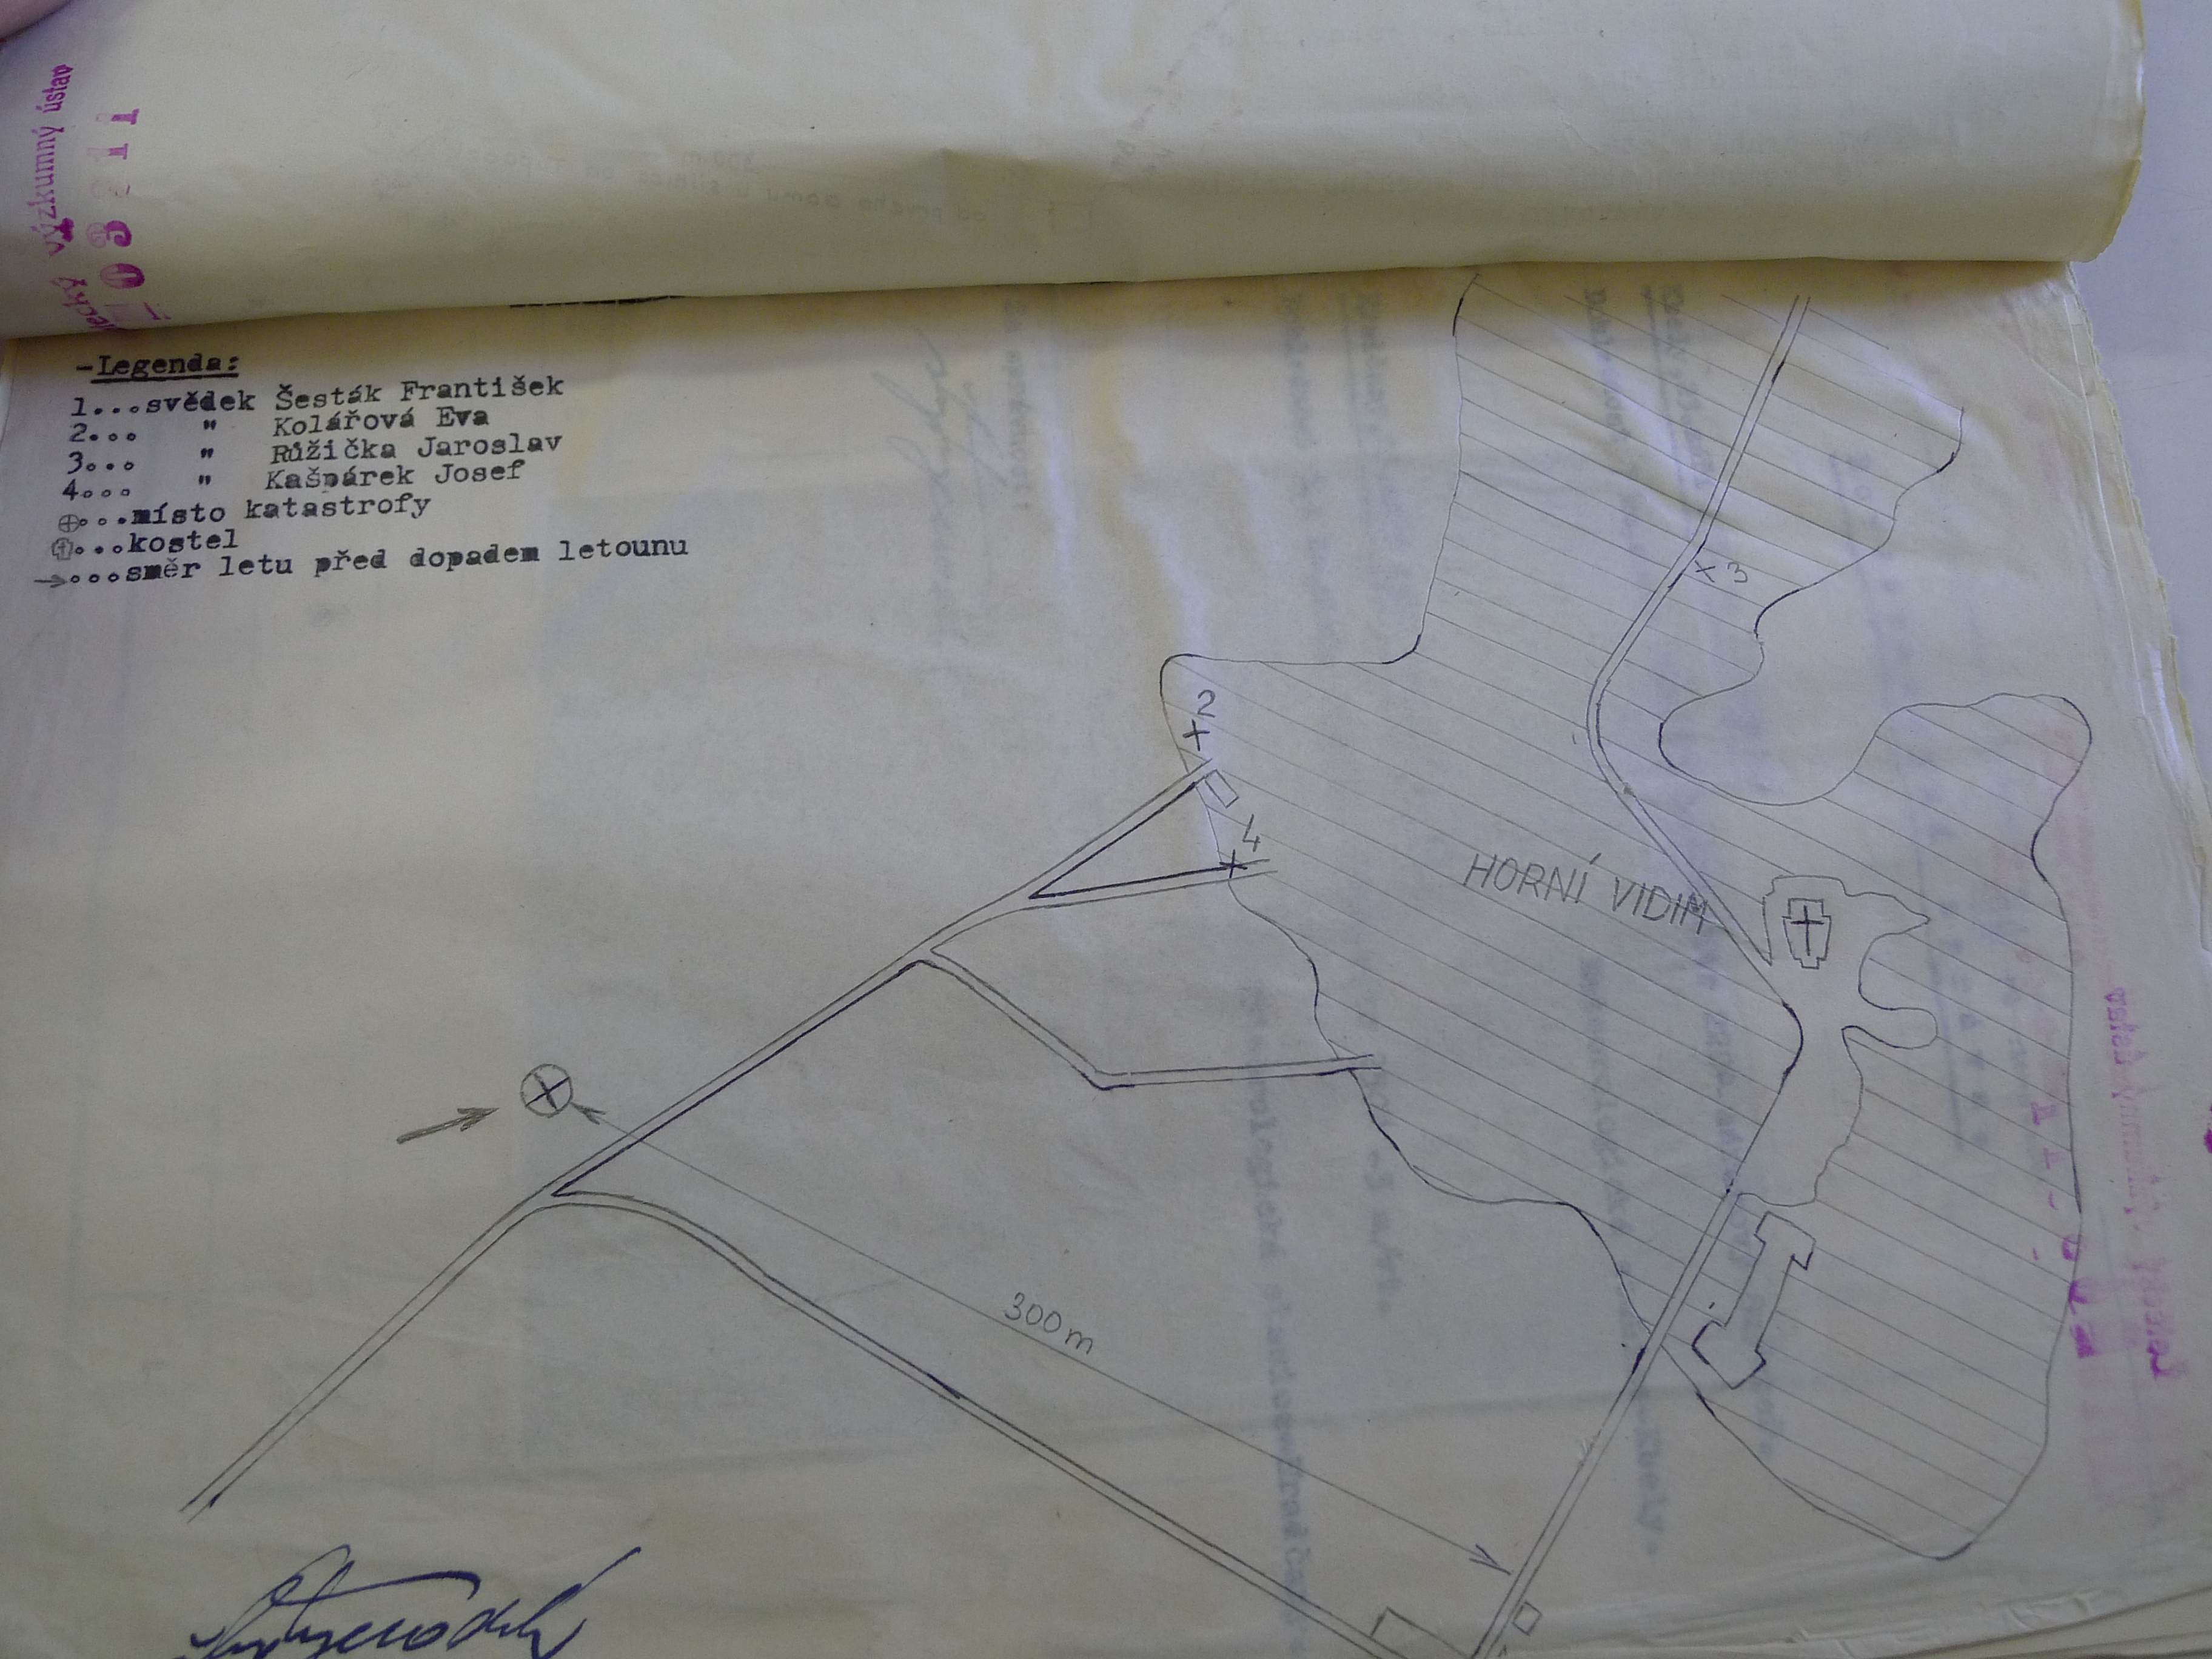 výzkumný ústav
-Legenda:
1...svědek Šesták František
2... " Kolářová Eva
3... " Růžička Jaroslav
4... " Kašpárek Josef
⊕...místo katastrofy
...kostel
→...směr letu před dopadem letounu
× 3
2
+
4
+
HORNÍ VIDIM
300 m